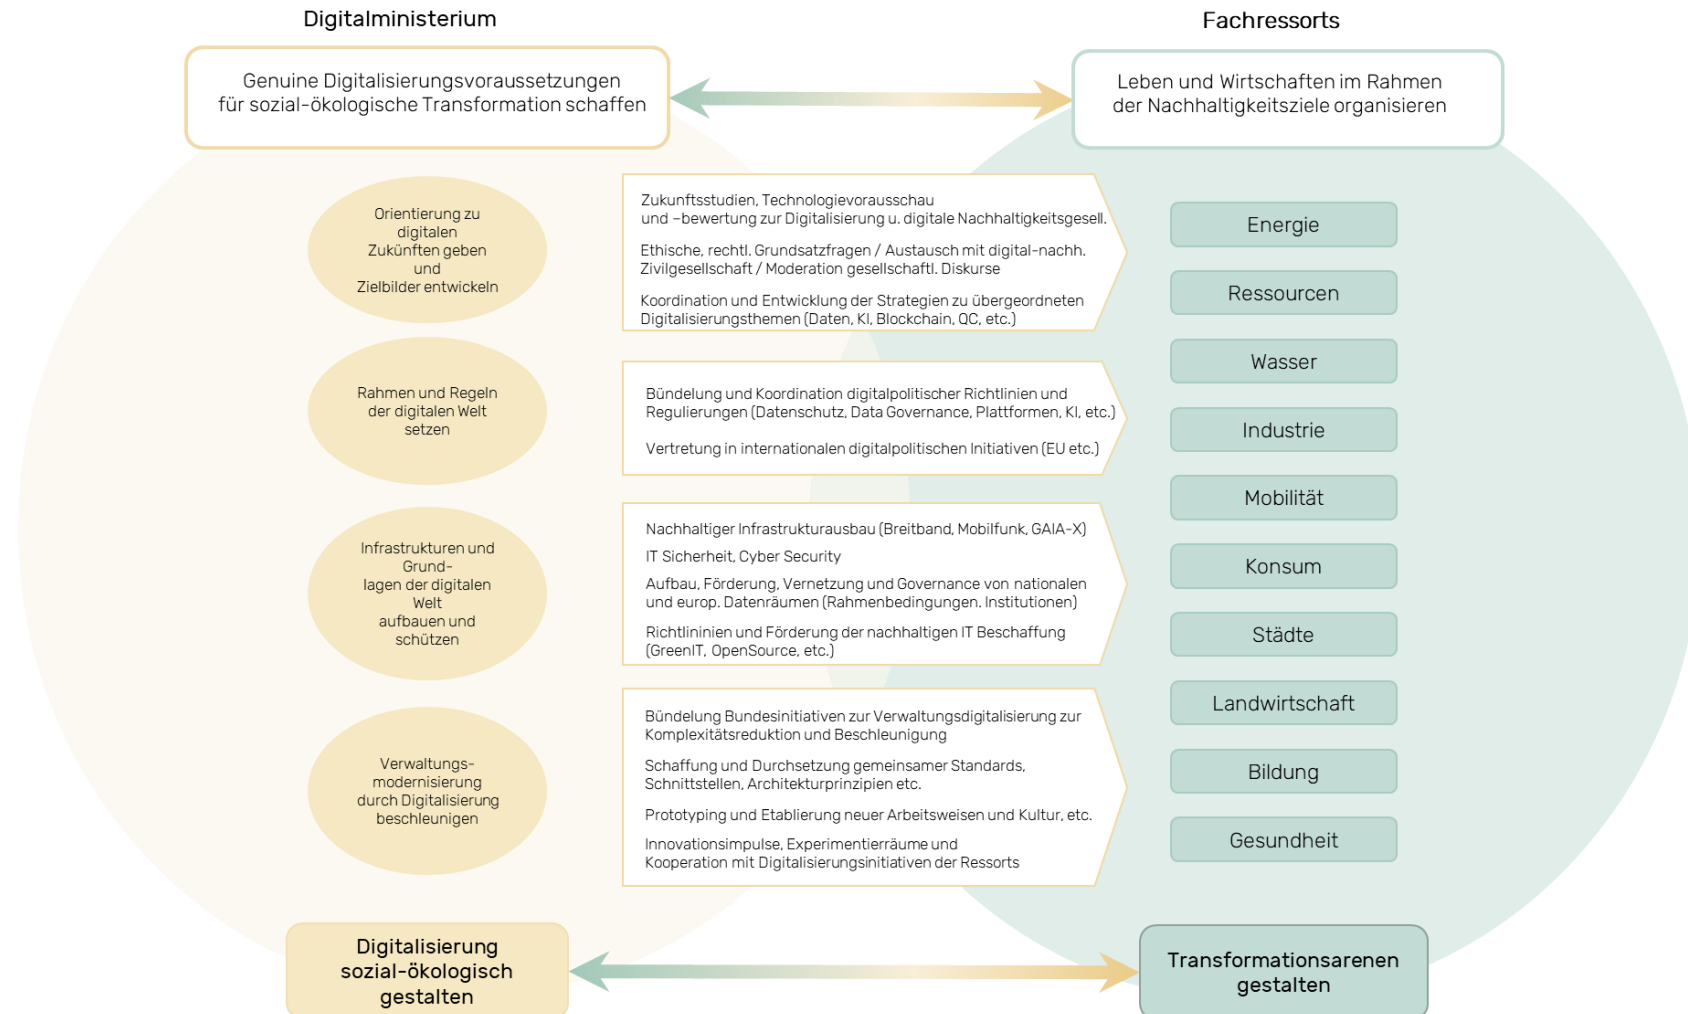 Digitalministerium
Fachressorts
Genuine Digitalisierungsvoraussetzungen
für sozial-ökologische Transformation schaffen
Leben und Wirtschaften im Rahmen
der Nachhaltigkeitsziele organisieren
Orientierung zu
digitalen
Zukünften geben
und
Zielbilder entwickeln
Zukunftsstudien, Technologievorausschau
und –bewertung zur Digitalisierung u. digitale Nachhaltigkeitsgesell.
Ethische, rechtl. Grundsatzfragen / Austausch mit digital-nachh.
Zivilgesellschaft / Moderation gesellschaftl. Diskurse
Koordination und Entwicklung der Strategien zu übergeordneten
Digitalisierungsthemen (Daten, KI, Blockchain, QC, etc.)
Rahmen und Regeln
der digitalen Welt
setzen
Bündelung und Koordination digitalpolitischer Richtlinien und
Regulierungen (Datenschutz, Data Governance, Plattformen, KI, etc.)
Vertretung in internationalen digitalpolitischen Initiativen (EU etc.)
Infrastrukturen und
Grund-
lagen der digitalen
Welt
aufbauen und
schützen
Nachhaltiger Infrastrukturausbau (Breitband, Mobilfunk, GAIA-X)
IT Sicherheit, Cyber Security
Aufbau, Förderung, Vernetzung und Governance von nationalen
und europ. Datenräumen (Rahmenbedingungen. Institutionen)
Richtlininien und Förderung der nachhaltigen IT Beschaffung
(GreenIT, OpenSource, etc.)
Verwaltungs-
modernisierung
durch Digitalisierung
beschleunigen
Bündelung Bundesinitiativen zur Verwaltungsdigitalisierung zur
Komplexitätsreduktion und Beschleunigung
Schaffung und Durchsetzung gemeinsamer Standards,
Schnittstellen, Architekturprinzipien etc.
Prototyping und Etablierung neuer Arbeitsweisen und Kultur, etc.
Innovationsimpulse, Experimentierräume und
Kooperation mit Digitalisierungsinitiativen der Ressorts
Energie
Ressourcen
Wasser
Industrie
Mobilität
Konsum
Städte
Landwirtschaft
Bildung
Gesundheit
Digitalisierung
sozial-ökologisch
gestalten
Transformationsarenen
gestalten